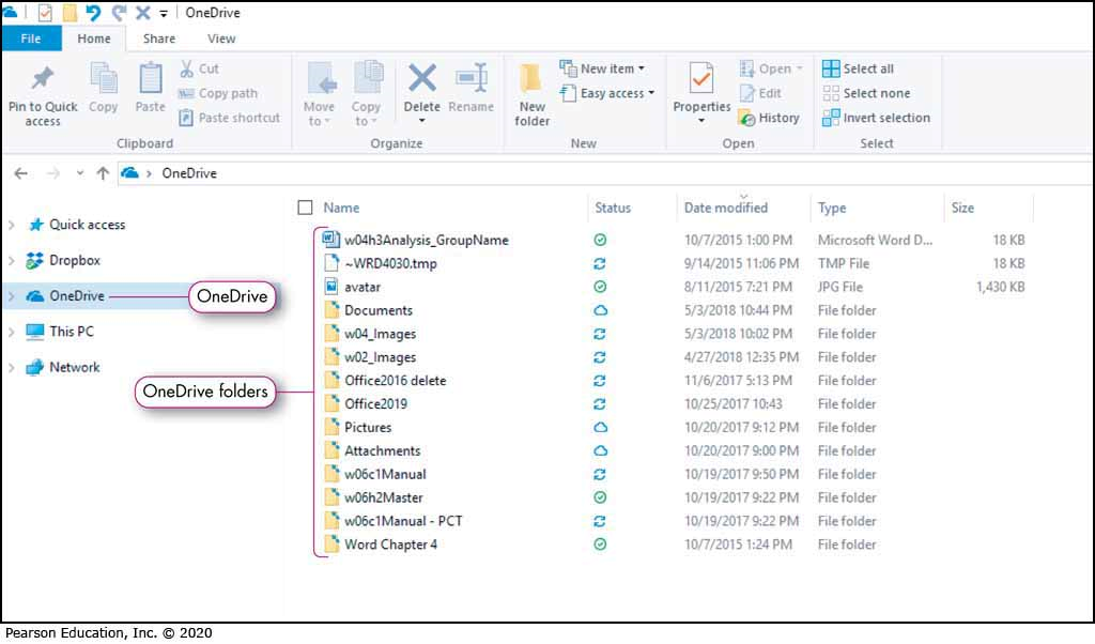 OneDrive
File Home Share View
Pin to Quick access
Copy
Paste
Cut
Copy path
Paste shortcut
Clipboard
Move to
Copy to
Delete
Rename
Organize
New folder
New item
Easy access
New
Properties
Open
Edit
History
Open
Select all
Select none
Invert selection
Select
OneDrive
Quick access
Dropbox
OneDrive
This PC
Network
OneDrive
OneDrive folders
Name Status Date modified Type Size
w04h3Analysis_GroupName 10/7/2015 1:00 PM Microsoft Word D... 18 KB
~WRD4030.tmp 9/14/2015 11:06 PM TMP File 18 KB
avatar 8/11/2015 7:21 PM JPG File 1,430 KB
Documents 5/3/2018 10:44 PM File folder
w04_Images 5/3/2018 10:02 PM File folder
w02_Images 4/27/2018 12:35 PM File folder
Office2016 delete 11/6/2017 5:13 PM File folder
Office2019 10/25/2017 10:43 File folder
Pictures 10/20/2017 9:12 PM File folder
Attachments 10/20/2017 9:00 PM File folder
w06c1Manual 10/19/2017 9:50 PM File folder
w06h2Master 10/19/2017 9:22 PM File folder
w06c1Manual - PCT 10/19/2017 9:22 PM File folder
Word Chapter 4 10/7/2015 1:24 PM File folder
Pearson Education, Inc. © 2020